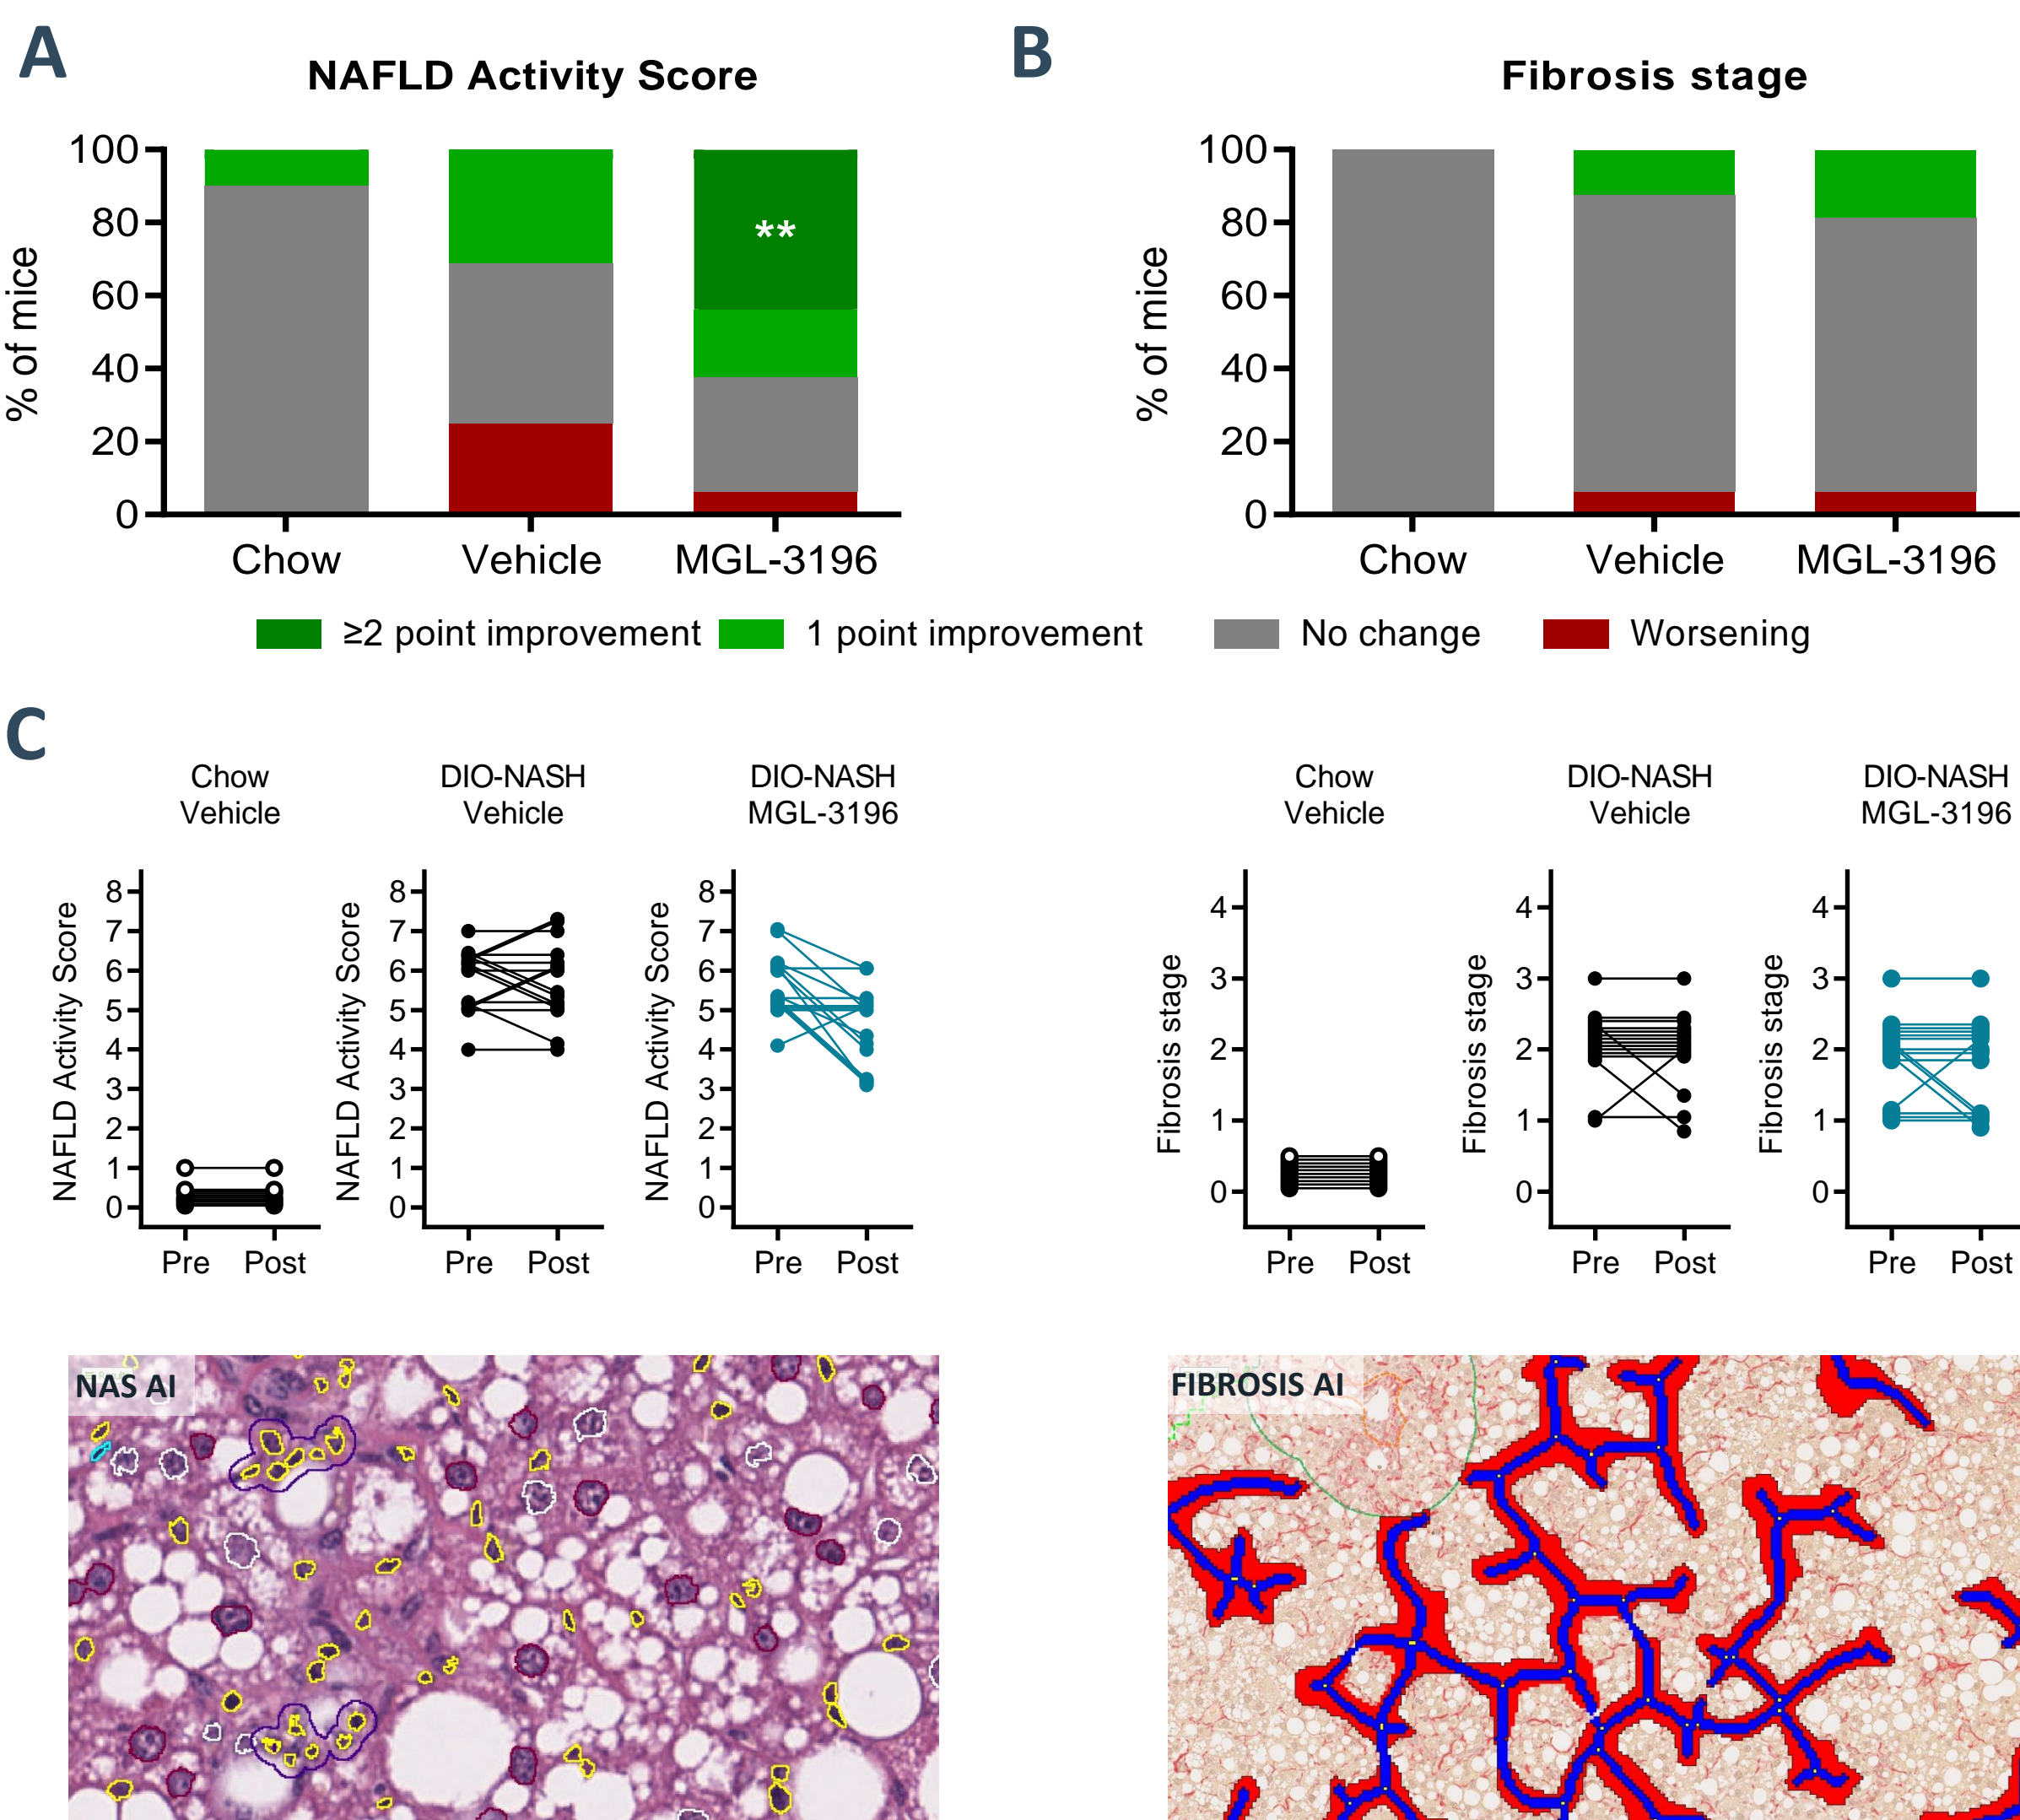 A
NAFLD Activity Score
% of mice
100
80
60
40
20
0
**
Chow Vehicle MGL-3196
B
Fibrosis stage
% of mice
100
80
60
40
20
0
Chow Vehicle MGL-3196
≥2 point improvement 1 point improvement No change Worsening
C
Chow
Vehicle
NAFLD Activity Score
8
7
6
5
4
3
2
1
0
Pre Post
DIO-NASH
Vehicle
NAFLD Activity Score
8
7
6
5
4
3
2
1
0
Pre Post
DIO-NASH
MGL-3196
NAFLD Activity Score
8
7
6
5
4
3
2
1
0
Pre Post
Chow
Vehicle
Fibrosis stage
4
3
2
1
0
Pre Post
DIO-NASH
Vehicle
Fibrosis stage
4
3
2
1
0
Pre Post
DIO-NASH
MGL-3196
Fibrosis stage
4
3
2
1
0
Pre Post
NAS AI
FIBROSIS AI